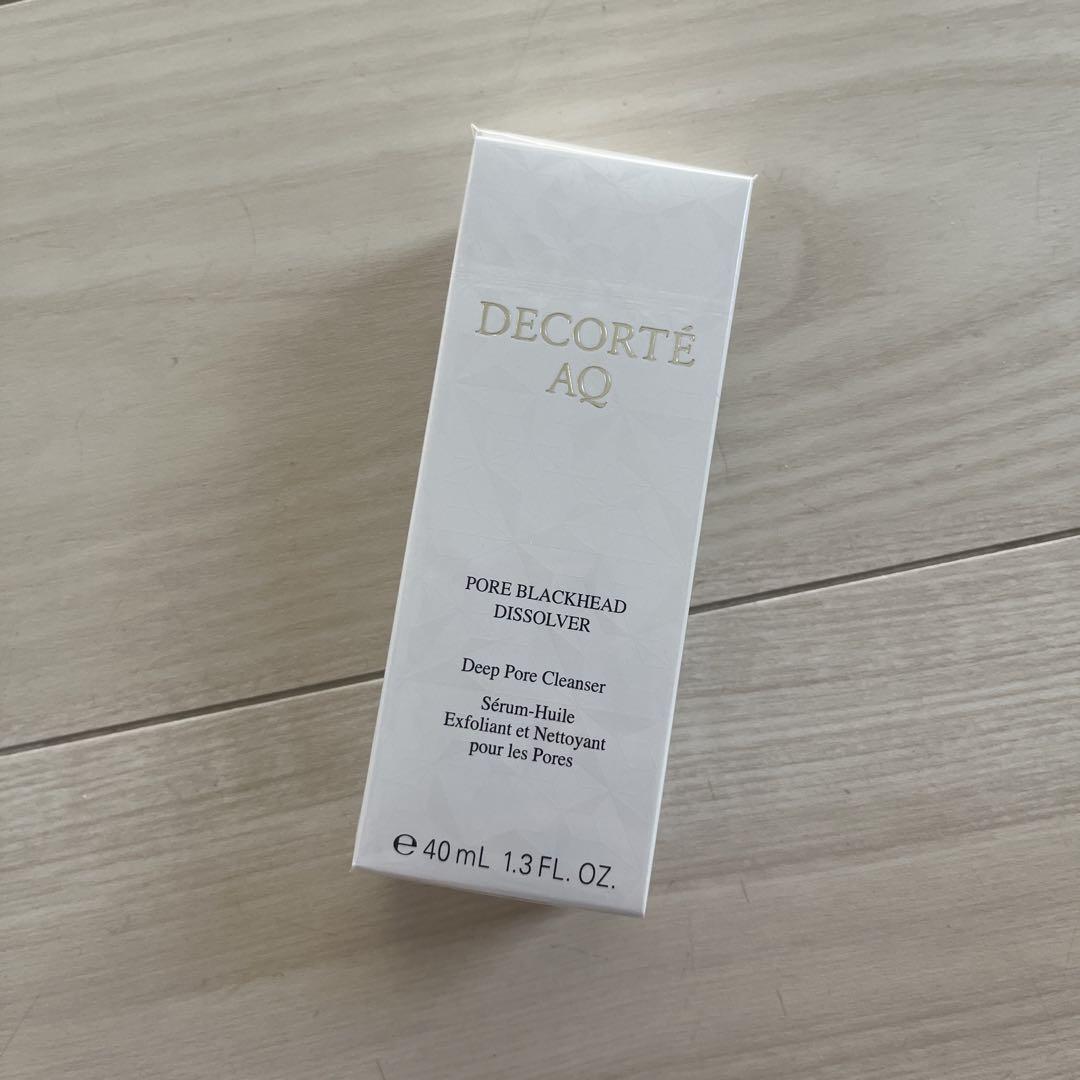 DECORTÉ
AQ
PORE BLACKHEAD
DISSOLVER
Deep Pore Cleanser
Sérum-Huile
Exfoliant et Nettoyant
pour les Pores
℮ 40 mL 1.3 FL. OZ.